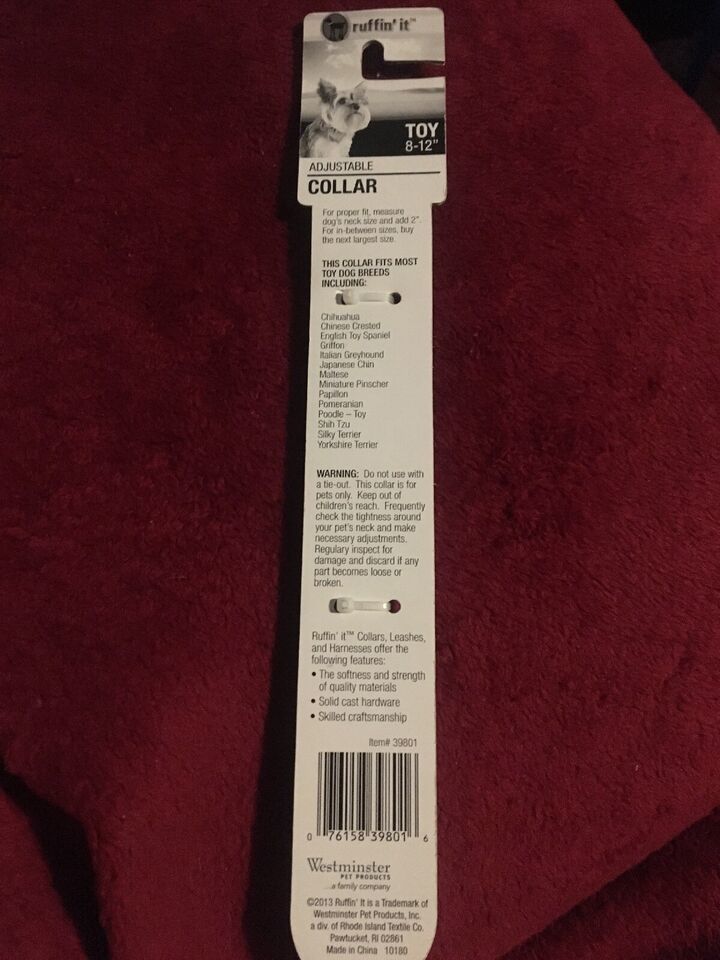 ruffin' it™
TOY
8-12"
ADJUSTABLE
COLLAR
For proper fit, measure
dog's neck size and add 2".
For in-between sizes, buy
the next largest size.
THIS COLLAR FITS MOST
TOY DOG BREEDS
INCLUDING:
Chihuahua
Chinese Crested
English Toy Spaniel
Griffon
Italian Greyhound
Japanese Chin
Maltese
Miniature Pinscher
Papillon
Pomeranian
Poodle – Toy
Shih Tzu
Silky Terrier
Yorkshire Terrier
WARNING: Do not use with
a tie-out. This collar is for
pets only. Keep out of
children's reach. Frequently
check the tightness around
your pet's neck and make
necessary adjustments.
Regulary inspect for
damage and discard if any
part becomes loose or
broken.
Ruffin' it™ Collars, Leashes,
and Harnesses offer the
following features:
• The softness and strength
of quality materials
• Solid cast hardware
• Skilled craftsmanship
Item# 39801
0 76158 39801 6
Westminster
PET PRODUCTS
...a family company
©2013 Ruffin' It is a Trademark of
Westminster Pet Products, Inc.
a div. of Rhode Island Textile Co.
Pawtucket, RI 02861
Made in China 10180